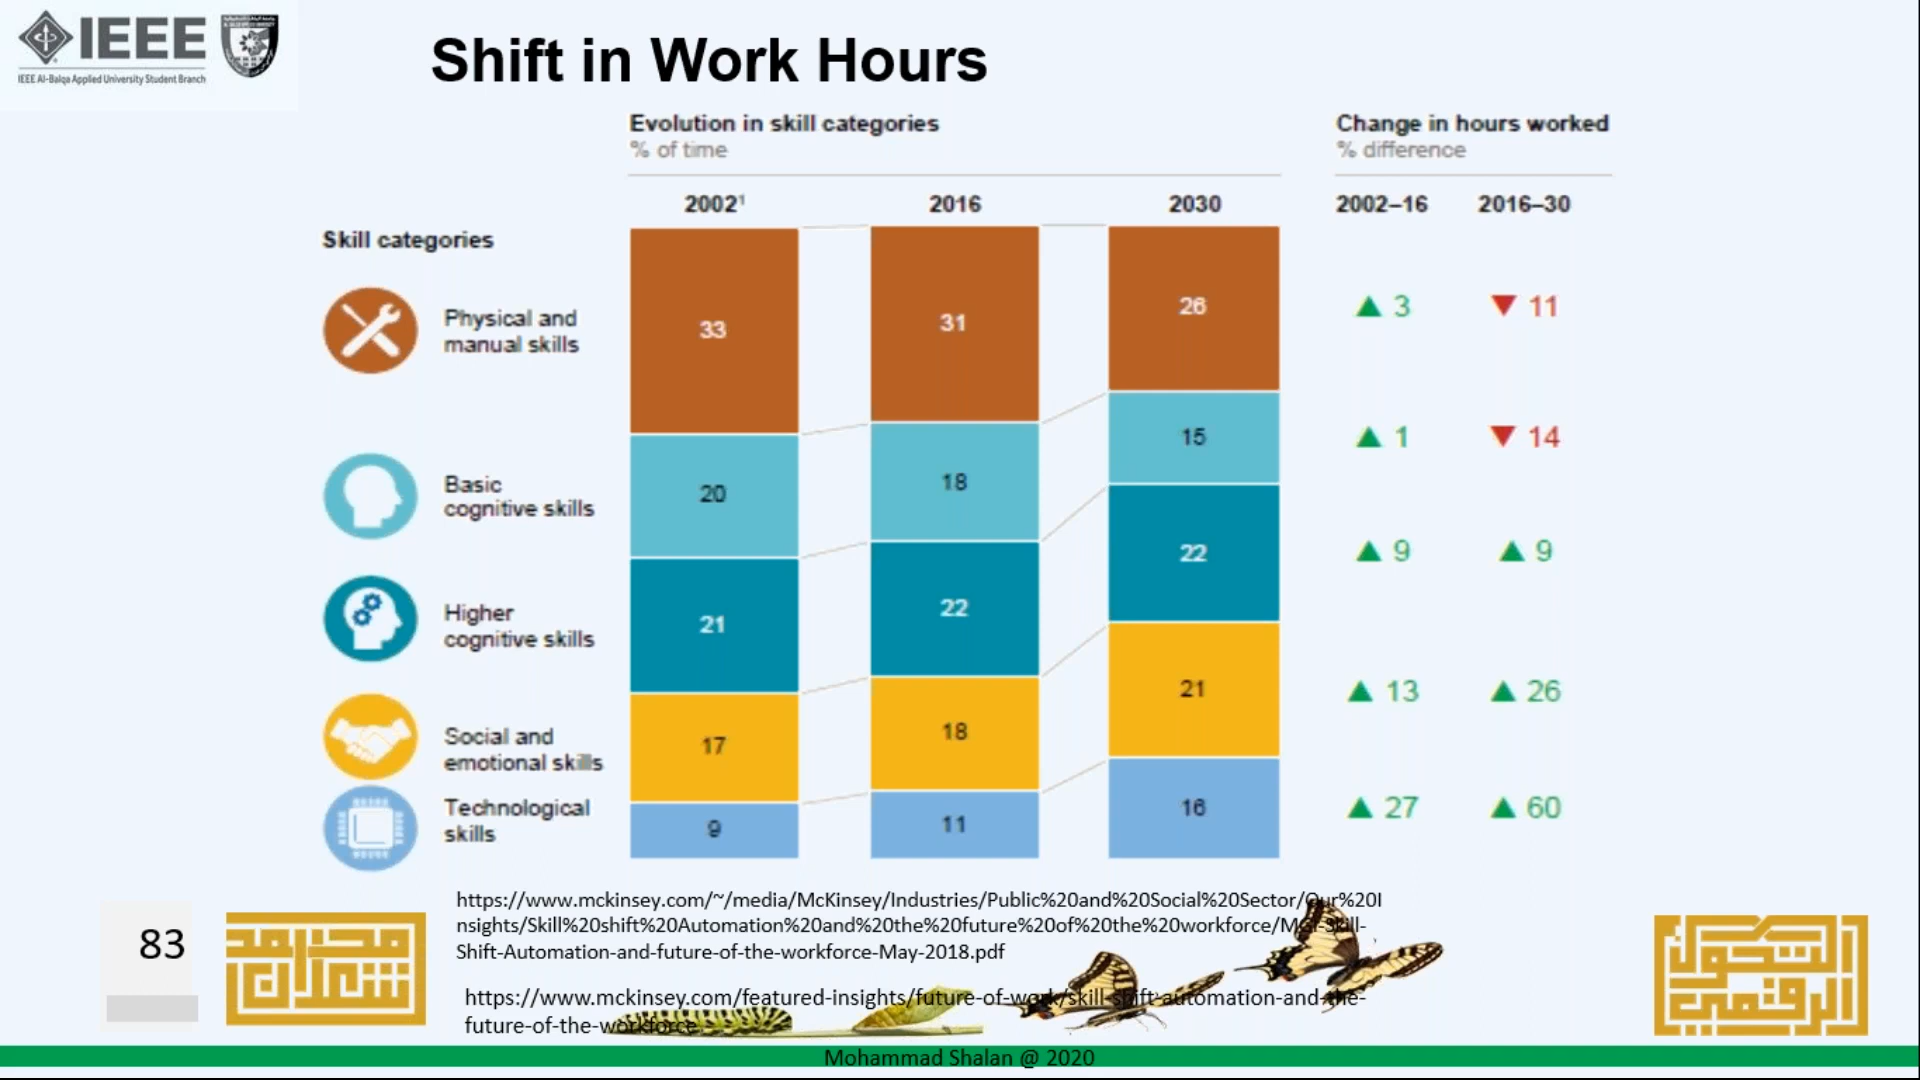 IEEE
IEEE Al-Balqa Applied University Student Branch
Shift in Work Hours
Evolution in skill categories
% of time
Change in hours worked
% difference
2002¹ 2016 2030 2002–16 2016–30
Skill categories
Physical and
manual skills
33 31 26 ▲ 3 ▼ 11
Basic
cognitive skills
20 18 15 ▲ 1 ▼ 14
Higher
cognitive skills
21 22 22 ▲ 9 ▲ 9
Social and
emotional skills
17 18 21 ▲ 13 ▲ 26
Technological
skills
9 11 16 ▲ 27 ▲ 60
https://www.mckinsey.com/~/media/McKinsey/Industries/Public%20and%20Social%20Sector/Our%20I
nsights/Skill%20shift%20Automation%20and%20the%20future%20of%20the%20workforce/MGI-Skill-
Shift-Automation-and-future-of-the-workforce-May-2018.pdf
https://www.mckinsey.com/featured-insights/future-of-work/skill-shift-automation-and-the-
future-of-the-workforce
83
محمد
شعلان
التحول
الرقمي
Mohammad Shalan @ 2020